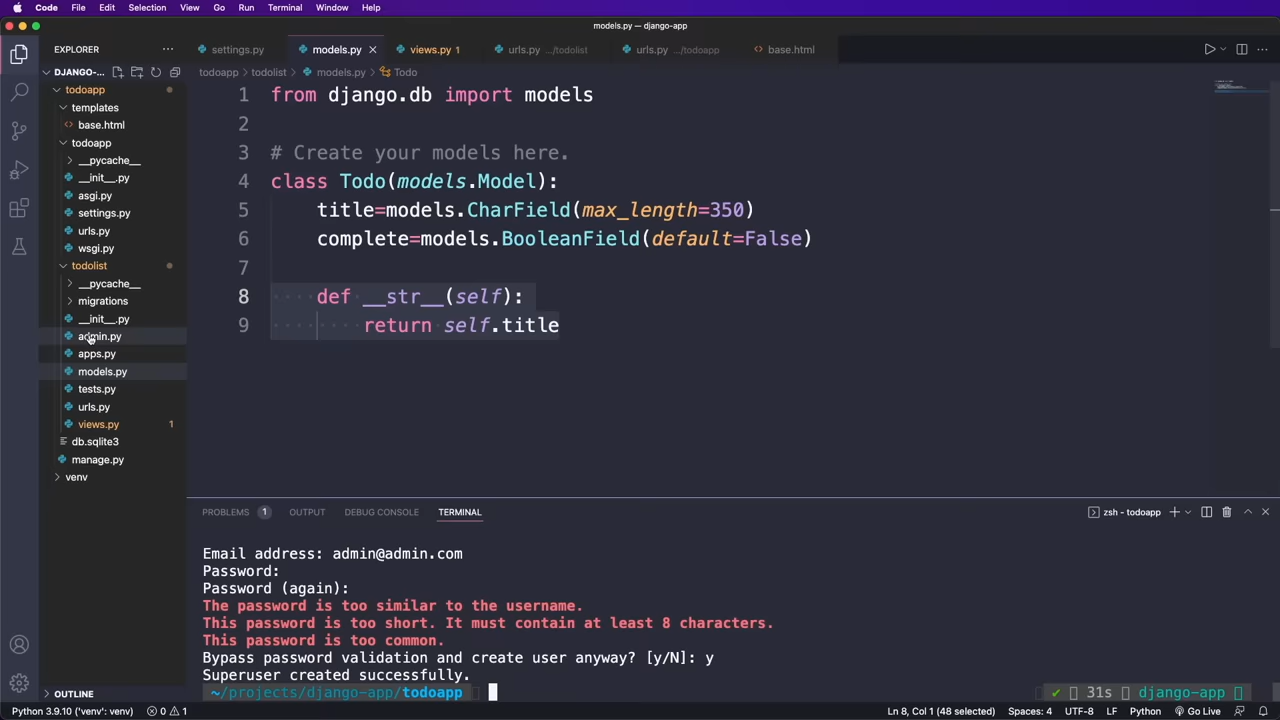 Code File Edit Selection View Go Run Terminal Window Help
models.py — django-app
EXPLORER
settings.py models.py views.py 1 urls.py .../todolist urls.py .../todoapp base.html
DJANGO-...
todoapp > todolist > models.py > Todo
todoapp
templates
base.html
todoapp
__pycache__
__init__.py
asgi.py
settings.py
urls.py
wsgi.py
todolist
__pycache__
migrations
__init__.py
admin.py
apps.py
models.py
tests.py
urls.py
views.py 1
db.sqlite3
manage.py
venv
OUTLINE
1 from django.db import models
2
3 # Create your models here.
4 class Todo(models.Model):
5 title=models.CharField(max_length=350)
6 complete=models.BooleanField(default=False)
7
8 def __str__(self):
9 return self.title
PROBLEMS 1 OUTPUT DEBUG CONSOLE TERMINAL zsh - todoapp
Email address: admin@admin.com
Password:
Password (again):
The password is too similar to the username.
This password is too short. It must contain at least 8 characters.
This password is too common.
Bypass password validation and create user anyway? [y/N]: y
Superuser created successfully.
~/projects/django-app/todoapp ✔ 31s django-app
Python 3.9.10 ('venv': venv) 0 1 Ln 8, Col 1 (48 selected) Spaces: 4 UTF-8 LF Python Go Live